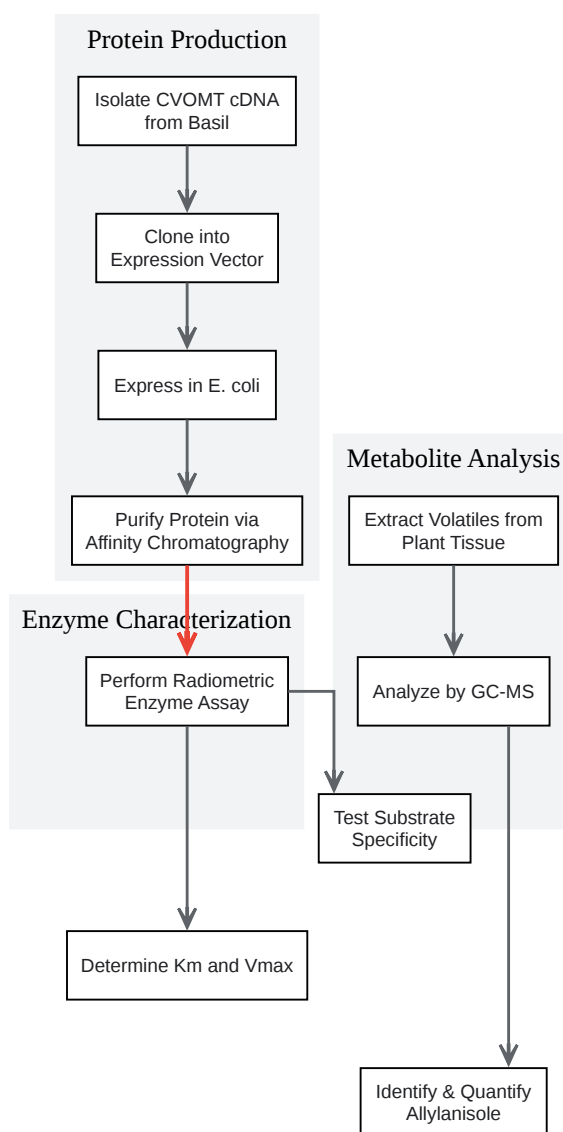 Protein Production
Isolate CVOMT cDNA
from Basil
Clone into
Expression Vector
Express in E. coli
Purify Protein via
Affinity Chromatography
Metabolite Analysis
Extract Volatiles from
Plant Tissue
Enzyme Characterization
Perform Radiometric
Enzyme Assay
Analyze by GC-MS
Test Substrate
Specificity
Determine Km and Vmax
Identify & Quantify
Allylanisole